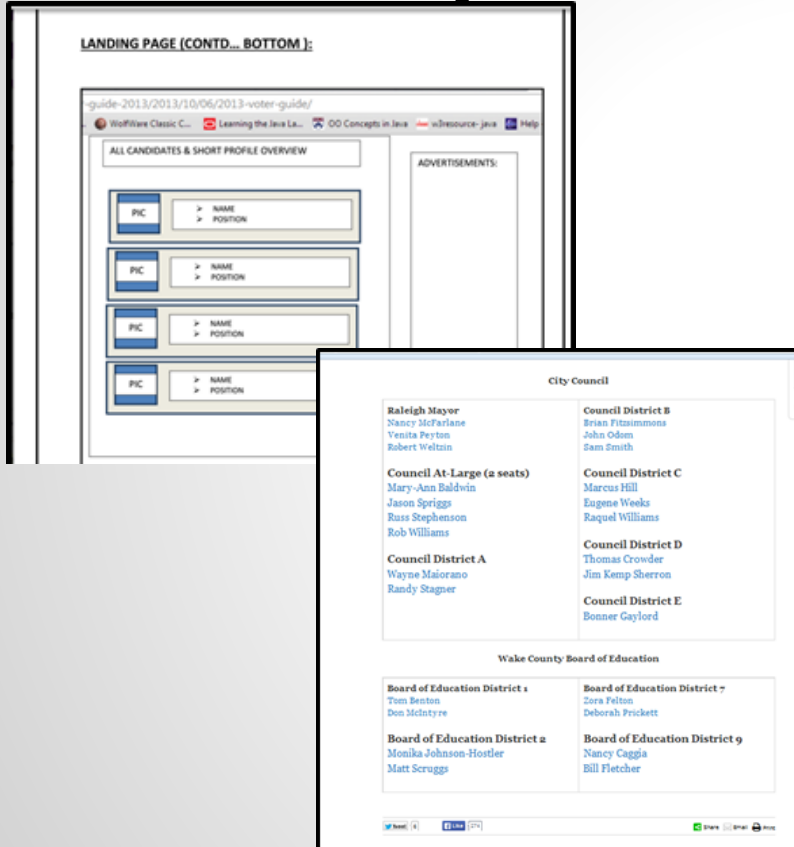 LANDING PAGE (CONTD... BOTTOM ):
-guide-2013/2013/10/06/2013-voter-guide/
WolfWare Classic C... Learning the Java La... OO Concepts in Java w3resource- java Help
ALL CANDIDATES & SHORT PROFILE OVERVIEW
ADVERTISEMENTS:
PIC
➢ NAME
➢ POSITION
PIC
➢ NAME
➢ POSITION
PIC
➢ NAME
➢ POSITION
PIC
➢ NAME
➢ POSITION
City Council
Raleigh Mayor
Nancy McFarlane
Venita Peyton
Robert Weltzin
Council At-Large (2 seats)
Mary-Ann Baldwin
Jason Spriggs
Russ Stephenson
Rob Williams
Council District A
Wayne Maiorano
Randy Stagner
Council District B
Brian Fitzsimmons
John Odom
Sam Smith
Council District C
Marcus Hill
Eugene Weeks
Raquel Williams
Council District D
Thomas Crowder
Jim Kemp Sherron
Council District E
Bonner Gaylord
Wake County Board of Education
Board of Education District 1
Tom Benton
Don McIntyre
Board of Education District 2
Monika Johnson-Hostler
Matt Scruggs
Board of Education District 7
Zora Felton
Deborah Prickett
Board of Education District 9
Nancy Caggia
Bill Fletcher
Tweet Like Share Email Print